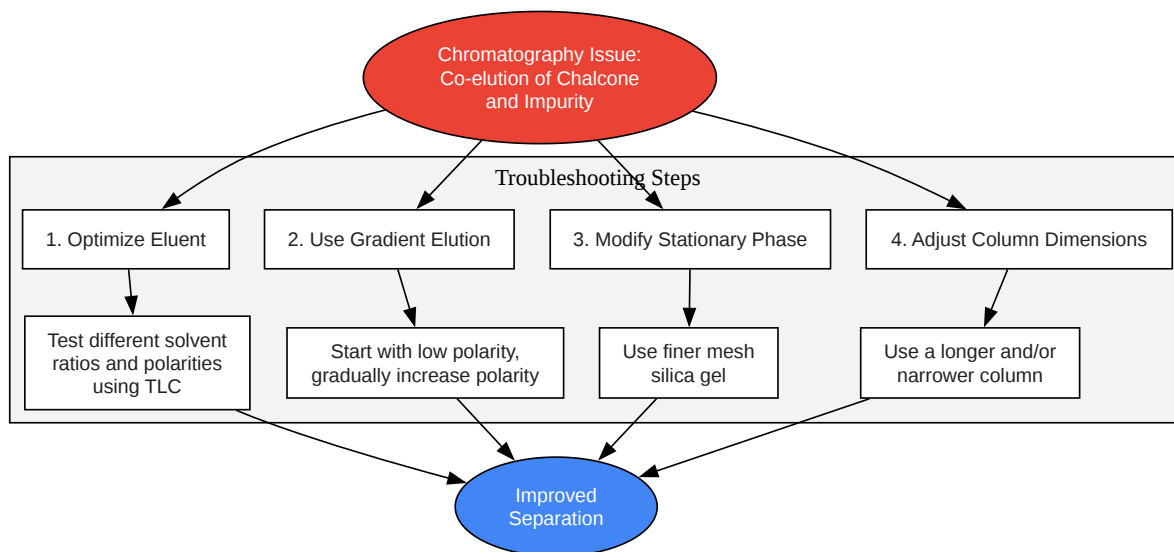 Chromatography Issue:
Co-elution of Chalcone
and Impurity
Troubleshooting Steps
1. Optimize Eluent
2. Use Gradient Elution
3. Modify Stationary Phase
4. Adjust Column Dimensions
Test different solvent
ratios and polarities
using TLC
Start with low polarity,
gradually increase polarity
Use finer mesh
silica gel
Use a longer and/or
narrower column
Improved
Separation